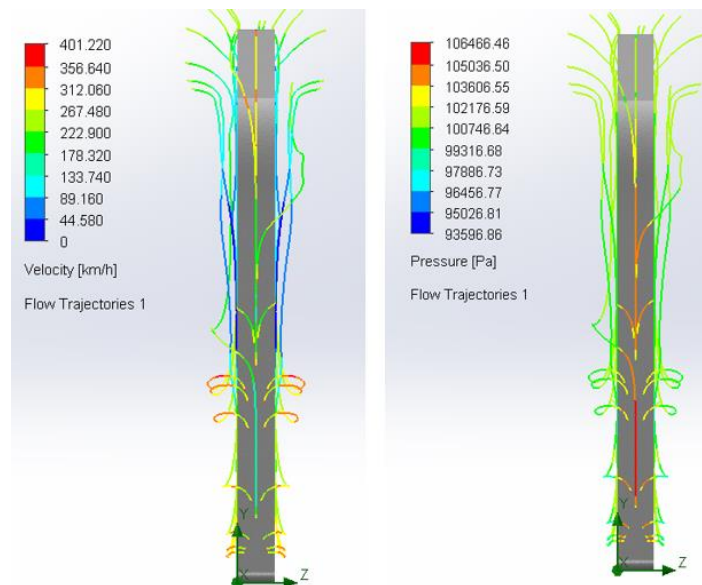 401.220
356.640
312.060
267.480
222.900
178.320
133.740
89.160
44.580
0
Velocity [km/h]
Flow Trajectories 1
Y
X
Z
106466.46
105036.50
103606.55
102176.59
100746.64
99316.68
97886.73
96456.77
95026.81
93596.86
Pressure [Pa]
Flow Trajectories 1
Y
X
Z